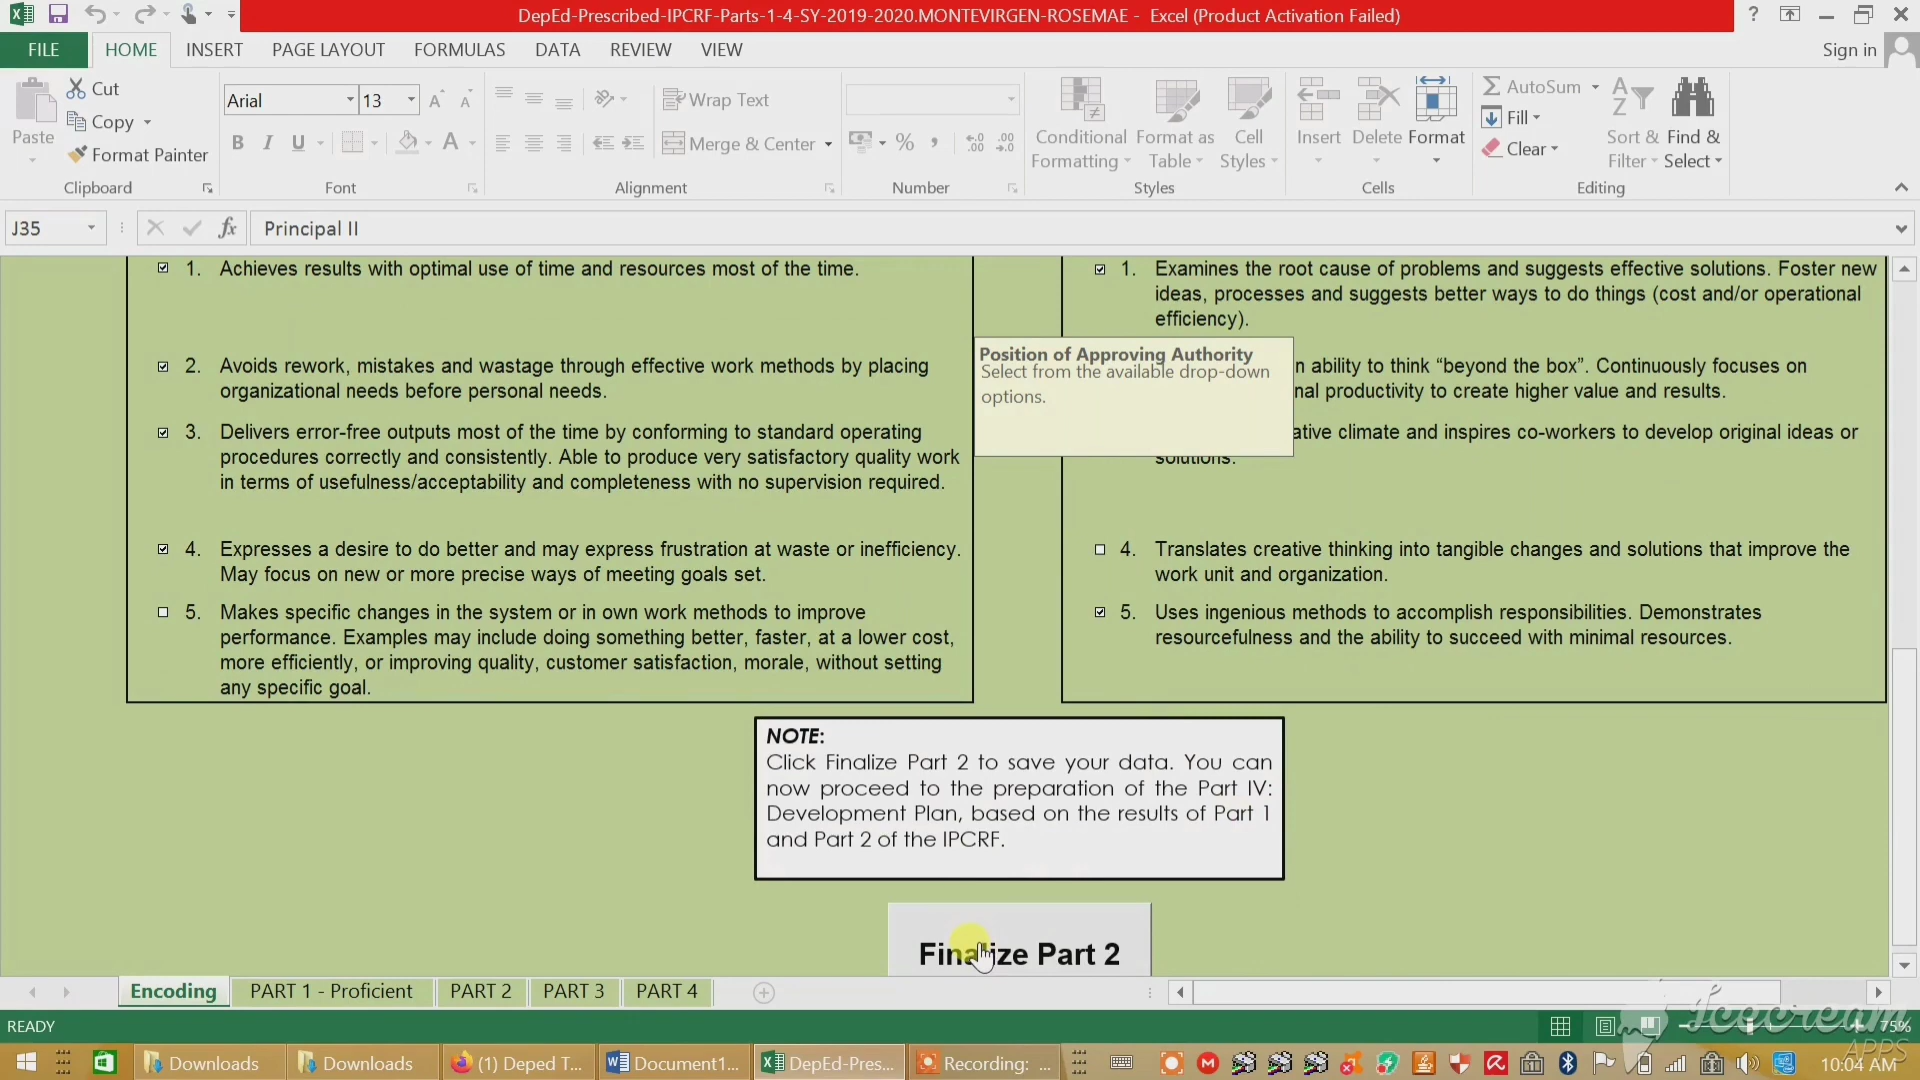 DepEd-Prescribed-IPCRF-Parts-1-4-SY-2019-2020.MONTEVIRGEN-ROSEMAE - Excel (Product Activation Failed)
?
FILE HOME INSERT PAGE LAYOUT FORMULAS DATA REVIEW VIEW Sign in
Paste
Cut
Copy
Format Painter
Clipboard
Arial 13
B I U
Font
Wrap Text
Merge & Center
Alignment
Number
Conditional Formatting
Format as Table
Cell Styles
Styles
Insert
Delete
Format
Cells
AutoSum
Fill
Clear
Sort & Filter
Find & Select
Editing
J35 fx Principal II
1. Achieves results with optimal use of time and resources most of the time.
2. Avoids rework, mistakes and wastage through effective work methods by placing
organizational needs before personal needs.
3. Delivers error-free outputs most of the time by conforming to standard operating
procedures correctly and consistently. Able to produce very satisfactory quality work
in terms of usefulness/acceptability and completeness with no supervision required.
4. Expresses a desire to do better and may express frustration at waste or inefficiency.
May focus on new or more precise ways of meeting goals set.
5. Makes specific changes in the system or in own work methods to improve
performance. Examples may include doing something better, faster, at a lower cost,
more efficiently, or improving quality, customer satisfaction, morale, without setting
any specific goal.
1. Examines the root cause of problems and suggests effective solutions. Foster new
ideas, processes and suggests better ways to do things (cost and/or operational
efficiency).
Position of Approving Authority
Select from the available drop-down
options.
n ability to think “beyond the box”. Continuously focuses on
nal productivity to create higher value and results.
ative climate and inspires co-workers to develop original ideas or
solutions.
4. Translates creative thinking into tangible changes and solutions that improve the
work unit and organization.
5. Uses ingenious methods to accomplish responsibilities. Demonstrates
resourcefulness and the ability to succeed with minimal resources.
NOTE:
Click Finalize Part 2 to save your data. You can
now proceed to the preparation of the Part IV:
Development Plan, based on the results of Part 1
and Part 2 of the IPCRF.
Finalize Part 2
Encoding PART 1 - Proficient PART 2 PART 3 PART 4
READY 75%
Icecream
APPS
Downloads Downloads (1) Deped T... Document1... DepEd-Pres... Recording: ... 10:04 AM